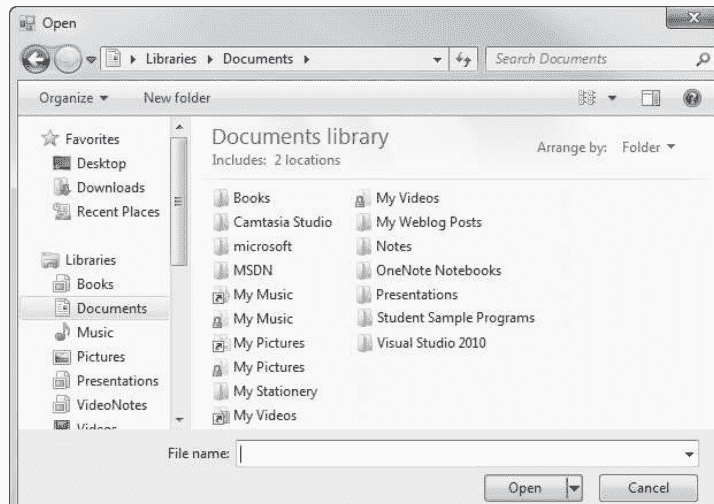 Open
Libraries Documents
Search Documents
Organize New folder
Favorites
Desktop
Downloads
Recent Places
Libraries
Books
Documents
Music
Pictures
Presentations
VideoNotes
Videos
Documents library
Includes: 2 locations
Arrange by: Folder
Books
Camtasia Studio
microsoft
MSDN
My Music
My Music
My Pictures
My Pictures
My Stationery
My Videos
My Videos
My Weblog Posts
Notes
OneNote Notebooks
Presentations
Student Sample Programs
Visual Studio 2010
File name:
Open Cancel